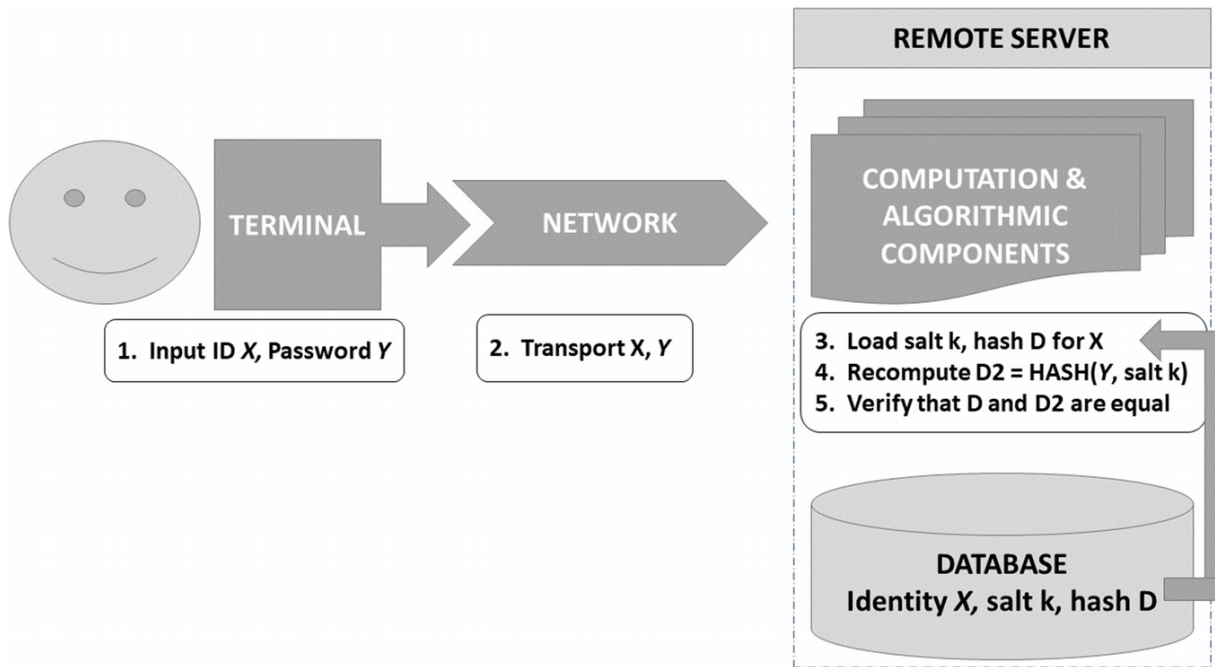 REMOTE SERVER
TERMINAL
NETWORK
COMPUTATION &
ALGORITHMIC
COMPONENTS
1. Input ID X, Password Y
2. Transport X, Y
3. Load salt k, hash D for X
4. Recompute D2 = HASH(Y, salt k)
5. Verify that D and D2 are equal
DATABASE
Identity X, salt k, hash D